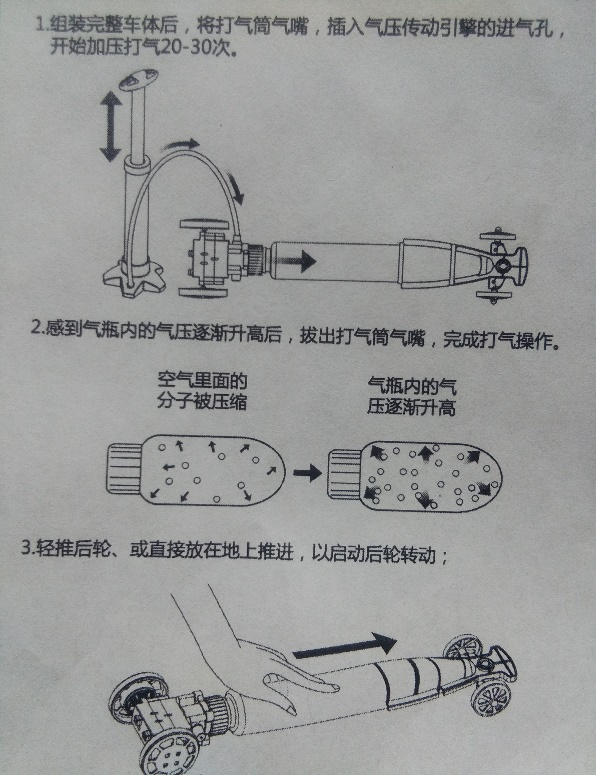 1.组装完整车体后，将打气筒气嘴，插入气压传动引擎的进气孔，
开始加压打气20-30次。
2.感到气瓶内的气压逐渐升高后，拔出打气筒气嘴，完成打气操作。
空气里面的
分子被压缩
气瓶内的气
压逐渐升高
3.轻推后轮、或直接放在地上推进，以启动后轮转动；